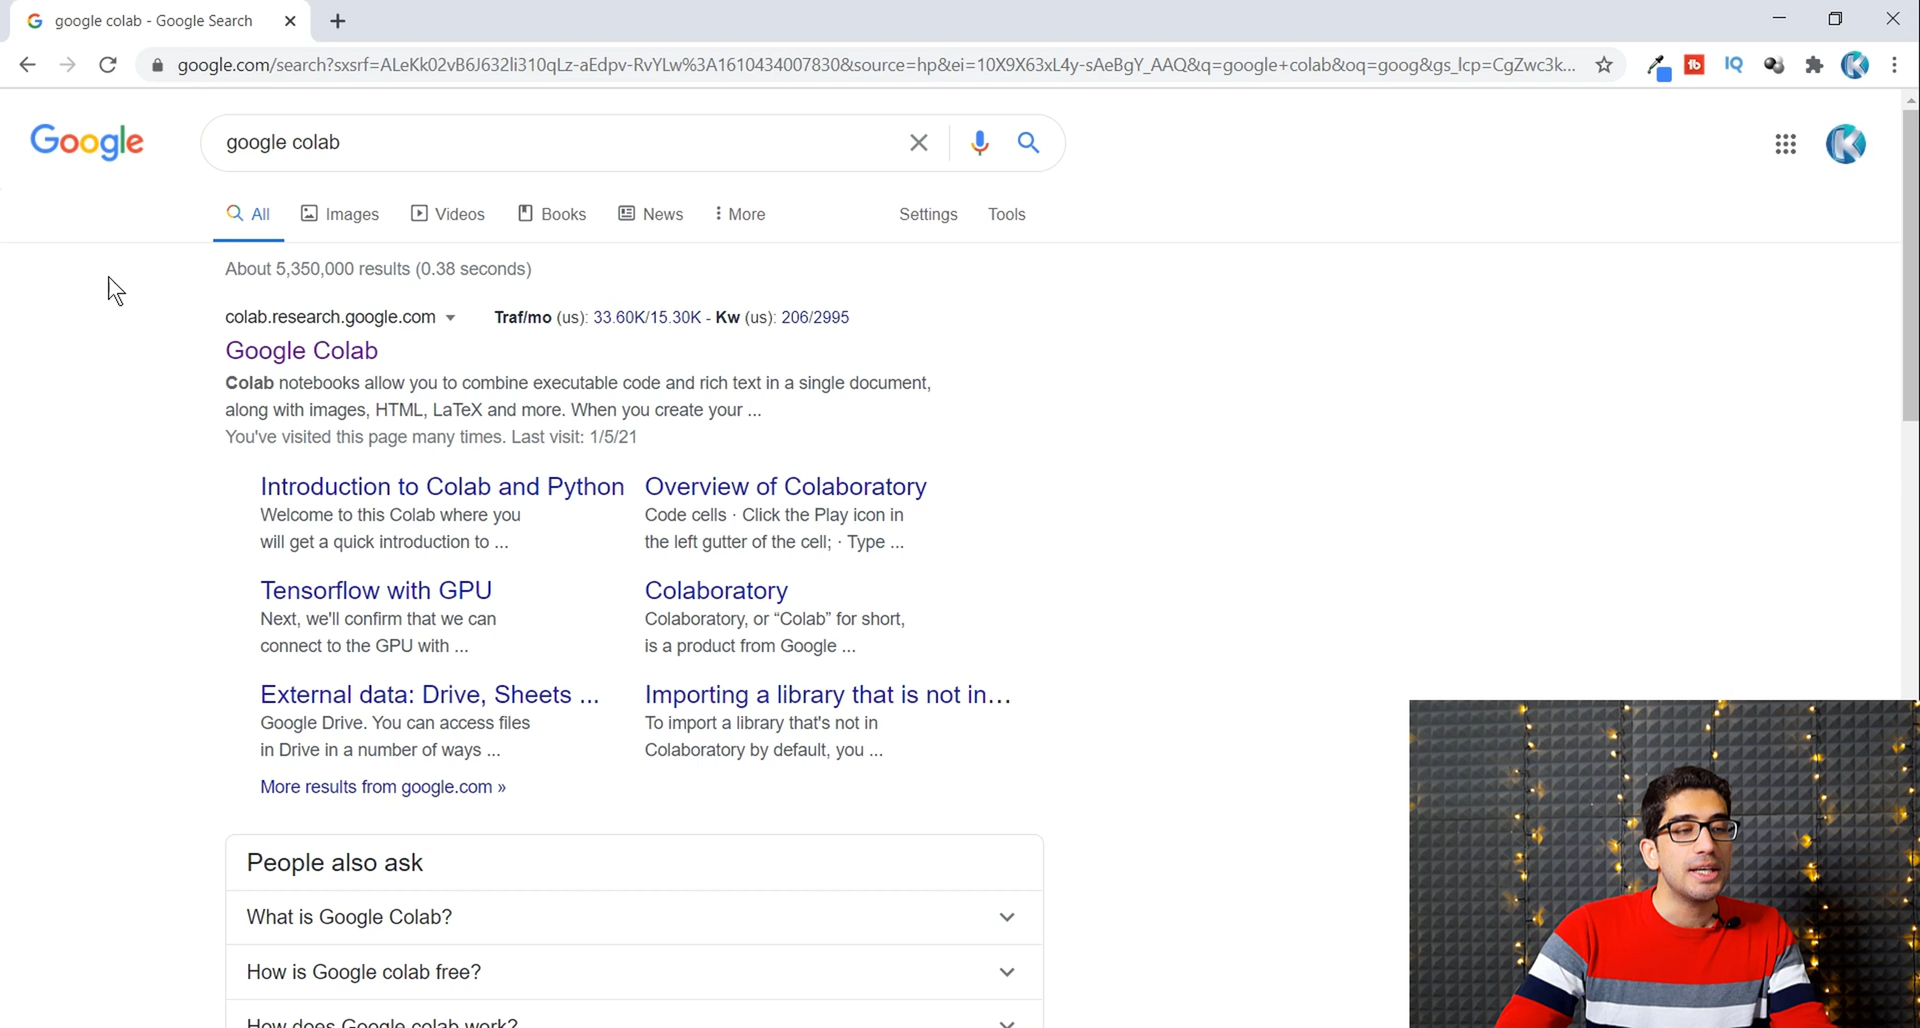 google colab - Google Search
google.com/search?sxsrf=ALeKk02vB6J632li310qLz-aEdpv-RvYLw%3A1610434007830&source=hp&ei=10X9X63xL4y-sAeBgY_AAQ&q=google+colab&oq=goog&gs_lcp=CgZwc3k...
Google
google colab
All Images Videos Books News More Settings Tools
About 5,350,000 results (0.38 seconds)
colab.research.google.com Traf/mo (us): 33.60K/15.30K - Kw (us): 206/2995
Google Colab
Colab notebooks allow you to combine executable code and rich text in a single document,
along with images, HTML, LaTeX and more. When you create your ...
You've visited this page many times. Last visit: 1/5/21
Introduction to Colab and Python
Welcome to this Colab where you
will get a quick introduction to ...
Overview of Colaboratory
Code cells · Click the Play icon in
the left gutter of the cell; · Type ...
Tensorflow with GPU
Next, we'll confirm that we can
connect to the GPU with ...
Colaboratory
Colaboratory, or “Colab” for short,
is a product from Google ...
External data: Drive, Sheets ...
Google Drive. You can access files
in Drive in a number of ways ...
Importing a library that is not in...
To import a library that's not in
Colaboratory by default, you ...
More results from google.com »
People also ask
What is Google Colab?
How is Google colab free?
How does Google colab work?